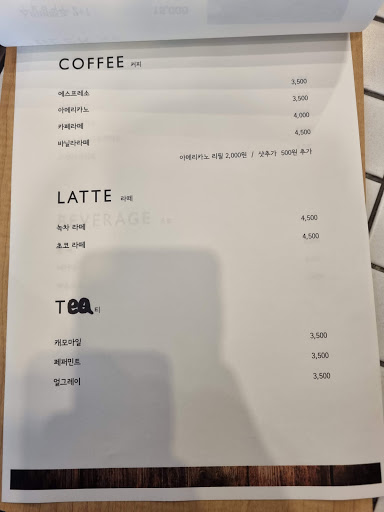 COFFEE 커피
에스프레소 3,500
아메리카노 3,500
카페라떼 4,000
바닐라라떼 4,500
아메리카노 리필 2,000원 / 샷추가 500원 추가
LATTE 라떼
BEVERAGE
녹차 라떼 4,500
초코 라떼 4,500
Tea 티
캐모마일 3,500
페퍼민트 3,500
얼그레이 3,500